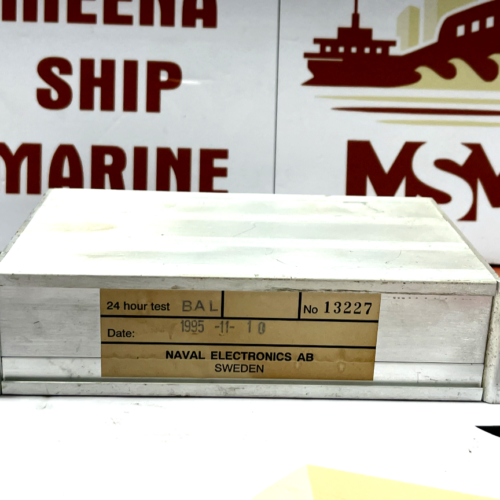 MEENA
SHIP
MARINE
MSM
24 hour test BAL
No 13227
Date: 1995-11-10
NAVAL ELECTRONICS AB
SWEDEN